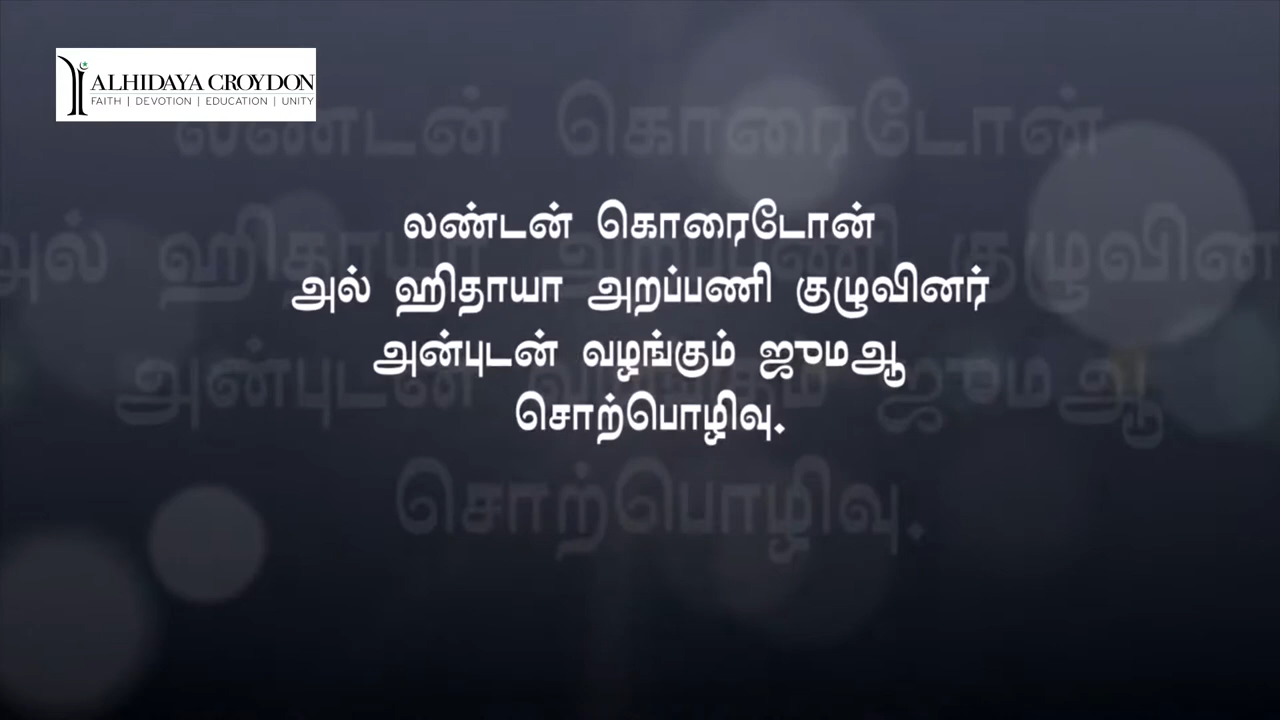 ALHIDAYA CROYDON
FAITH | DEVOTION | EDUCATION | UNITY
லண்டன் கொரைடோன்
அல் ஹிதாயா அறப்பணி குழுவினர்
அன்புடன் வழங்கும் ஜுமஆ
சொற்பொழிவு.